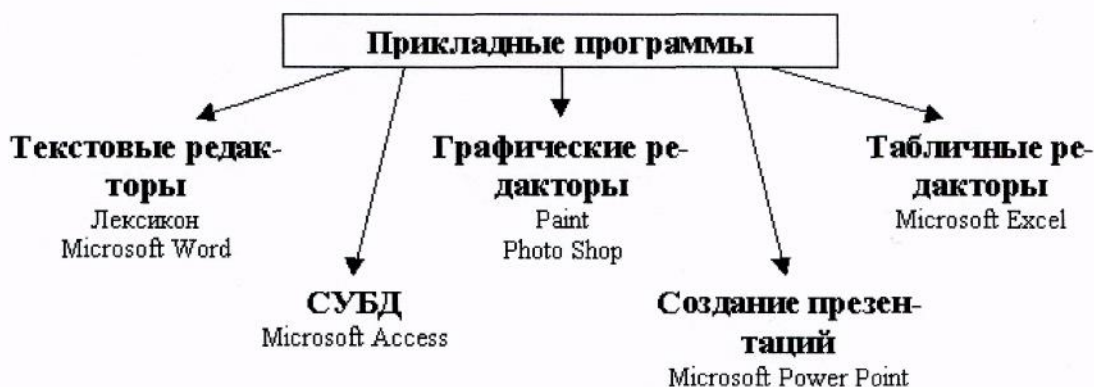 Прикладные программы
Текстовые редак-
торы
Лексикон
Microsoft Word
Графические ре-
дакторы
Paint
Photo Shop
Табличные ре-
дакторы
Microsoft Excel
СУБД
Microsoft Access
Создание презен-
таций
Microsoft Power Point